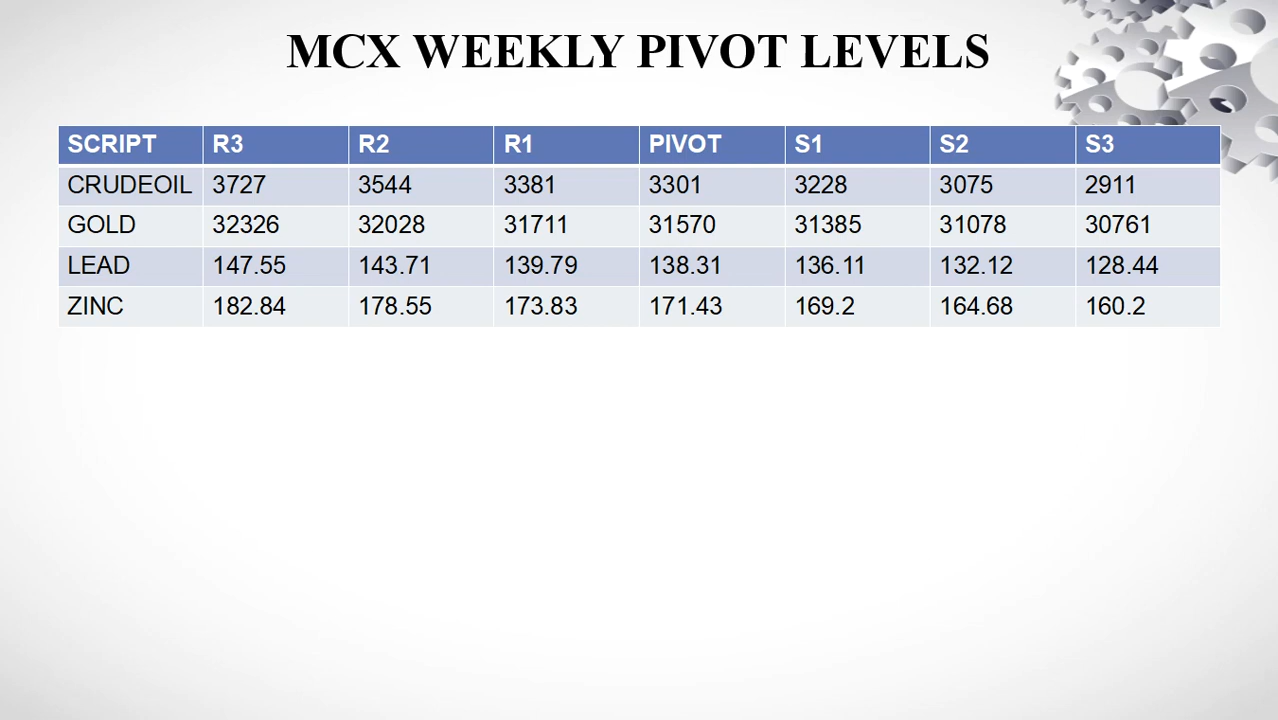 MCX WEEKLY PIVOT LEVELS
SCRIPT R3 R2 R1 PIVOT S1 S2 S3
CRUDEOIL 3727 3544 3381 3301 3228 3075 2911
GOLD 32326 32028 31711 31570 31385 31078 30761
LEAD 147.55 143.71 139.79 138.31 136.11 132.12 128.44
ZINC 182.84 178.55 173.83 171.43 169.2 164.68 160.2